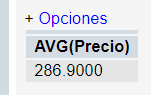 + Opciones
AVG(Precio)
286.9000